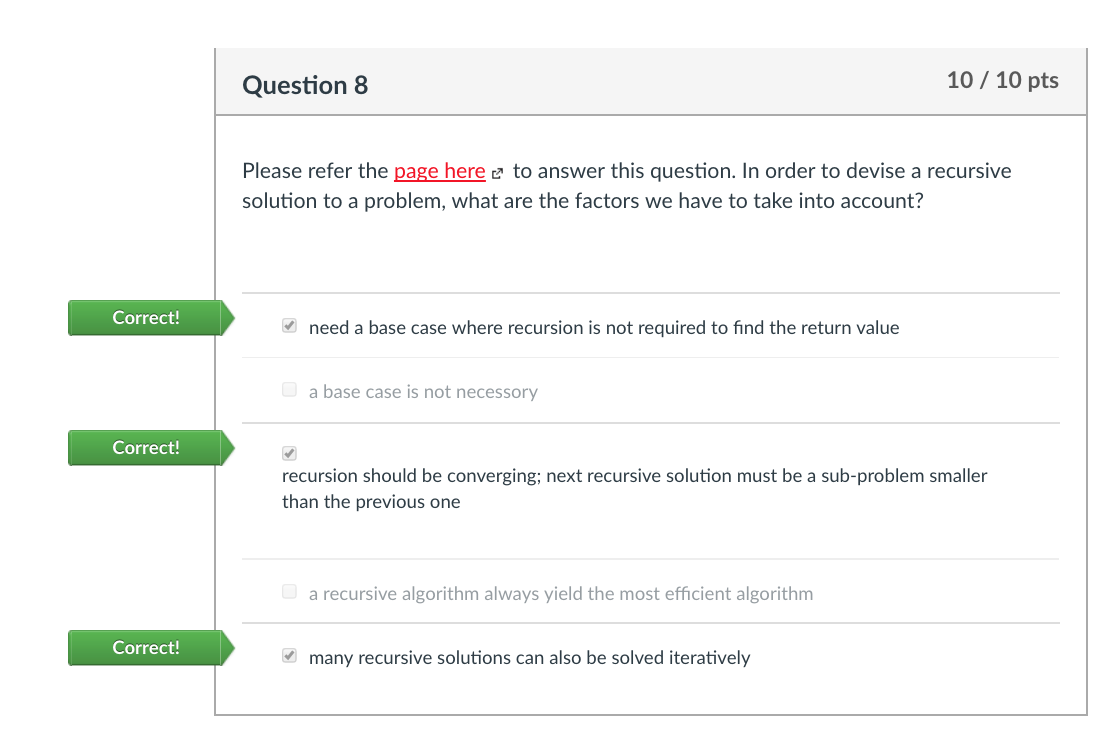 Question 8
10 / 10 pts
Please refer the page here to answer this question. In order to devise a recursive
solution to a problem, what are the factors we have to take into account?
Correct!
need a base case where recursion is not required to find the return value
a base case is not necessary
Correct!
recursion should be converging; next recursive solution must be a sub-problem smaller
than the previous one
a recursive algorithm always yield the most efficient algorithm
Correct!
many recursive solutions can also be solved iteratively